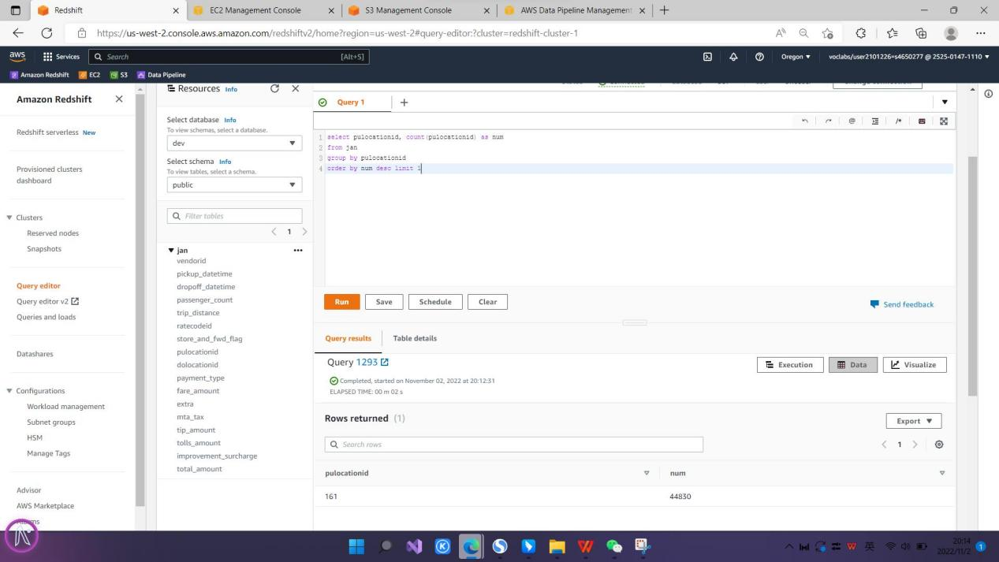 Redshift
EC2 Management Console
S3 Management Console
AWS Data Pipeline Management
https://us-west-2.console.aws.amazon.com/redshiftv2/home?region=us-west-2#query-editor:?cluster=redshift-cluster-1
aws
Services
Search
[Alt+S]
Oregon
voclabs/user2101226=s4650277 @ 2525-0147-1110
Amazon Redshift
EC2
S3
Data Pipeline
Amazon Redshift
Redshift serverless New
Provisioned clusters
dashboard
Clusters
Reserved nodes
Snapshots
Query editor
Query editor v2
Queries and loads
Datashares
Configurations
Workload management
Subnet groups
HSM
Manage Tags
Advisor
AWS Marketplace
Resources Info
Select database Info
To view schemas, select a database.
dev
Select schema Info
To view tables, select a schema.
public
Filter tables
1
jan
vendorid
pickup_datetime
dropoff_datetime
passenger_count
trip_distance
ratecodeid
store_and_fwd_flag
pulocationid
dolocationid
payment_type
fare_amount
extra
mta_tax
tip_amount
tolls_amount
improvement_surcharge
total_amount
Query 1
1 select pulocationid, count(pulocationid) as num
2 from jan
3 group by pulocationid
4 order by num desc limit 1
Run
Save
Schedule
Clear
Send feedback
Query results
Table details
Query 1293
Execution
Data
Visualize
Completed, started on November 02, 2022 at 20:12:31
ELAPSED TIME: 00 m 02 s
Rows returned (1)
Export
Search rows
1
pulocationid
num
161
44830
英
20:14
2022/11/2
1